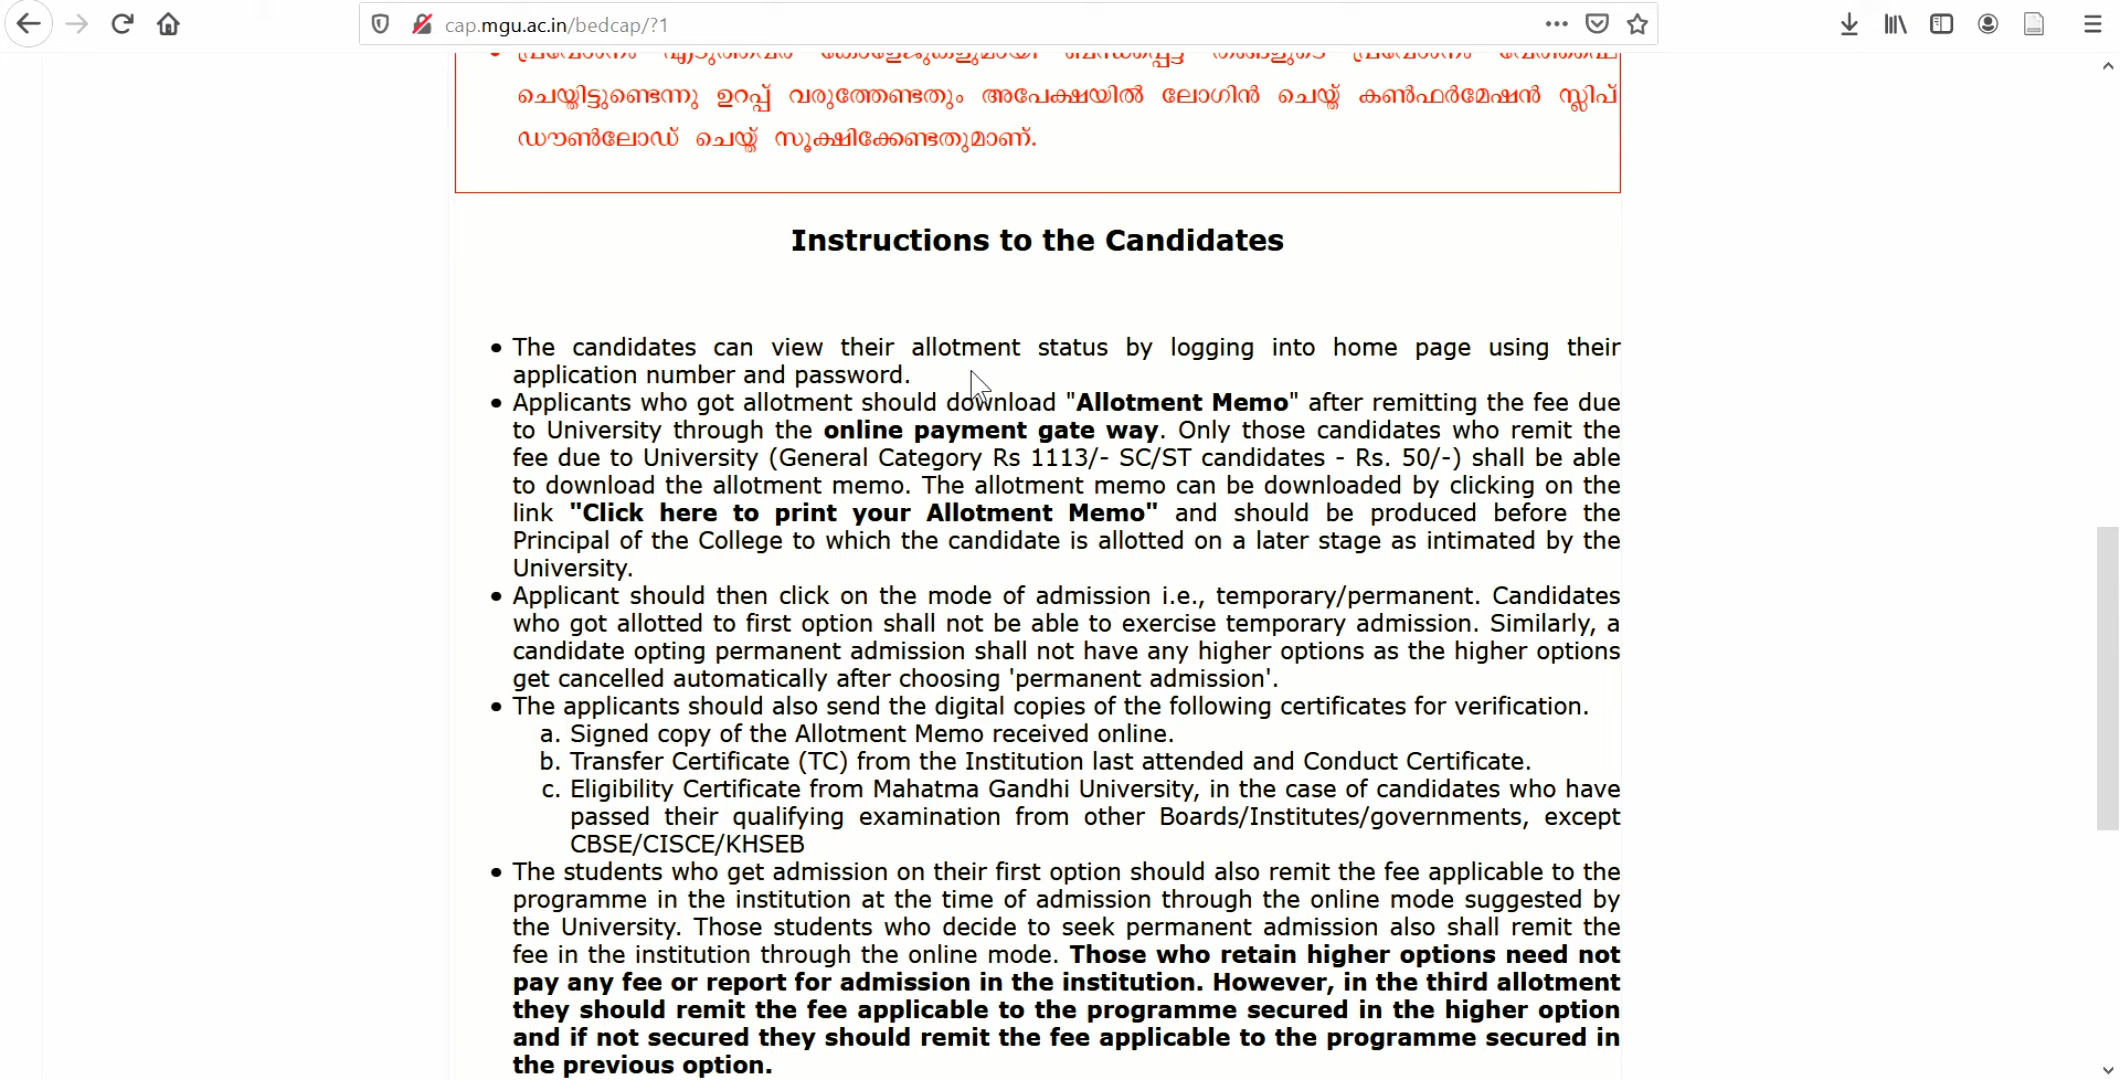 cap.mgu.ac.in/bedcap/?1
ചെയ്തിട്ടുണ്ടെന്നു ഉറപ്പ് വരുത്തേണ്ടതും അപേക്ഷയിൽ ലോഗിൻ ചെയ്ത് കൺഫർമേഷൻ സ്ലിപ്
ഡൗൺലോഡ് ചെയ്ത് സൂക്ഷിക്കേണ്ടതുമാണ്.
Instructions to the Candidates
• The candidates can view their allotment status by logging into home page using their
application number and password.
• Applicants who got allotment should download "Allotment Memo" after remitting the fee due
to University through the online payment gate way. Only those candidates who remit the
fee due to University (General Category Rs 1113/- SC/ST candidates - Rs. 50/-) shall be able
to download the allotment memo. The allotment memo can be downloaded by clicking on the
link "Click here to print your Allotment Memo" and should be produced before the
Principal of the College to which the candidate is allotted on a later stage as intimated by the
University.
• Applicant should then click on the mode of admission i.e., temporary/permanent. Candidates
who got allotted to first option shall not be able to exercise temporary admission. Similarly, a
candidate opting permanent admission shall not have any higher options as the higher options
get cancelled automatically after choosing 'permanent admission'.
• The applicants should also send the digital copies of the following certificates for verification.
a. Signed copy of the Allotment Memo received online.
b. Transfer Certificate (TC) from the Institution last attended and Conduct Certificate.
c. Eligibility Certificate from Mahatma Gandhi University, in the case of candidates who have
passed their qualifying examination from other Boards/Institutes/governments, except
CBSE/CISCE/KHSEB
• The students who get admission on their first option should also remit the fee applicable to the
programme in the institution at the time of admission through the online mode suggested by
the University. Those students who decide to seek permanent admission also shall remit the
fee in the institution through the online mode. Those who retain higher options need not
pay any fee or report for admission in the institution. However, in the third allotment
they should remit the fee applicable to the programme secured in the higher option
and if not secured they should remit the fee applicable to the programme secured in
the previous option.